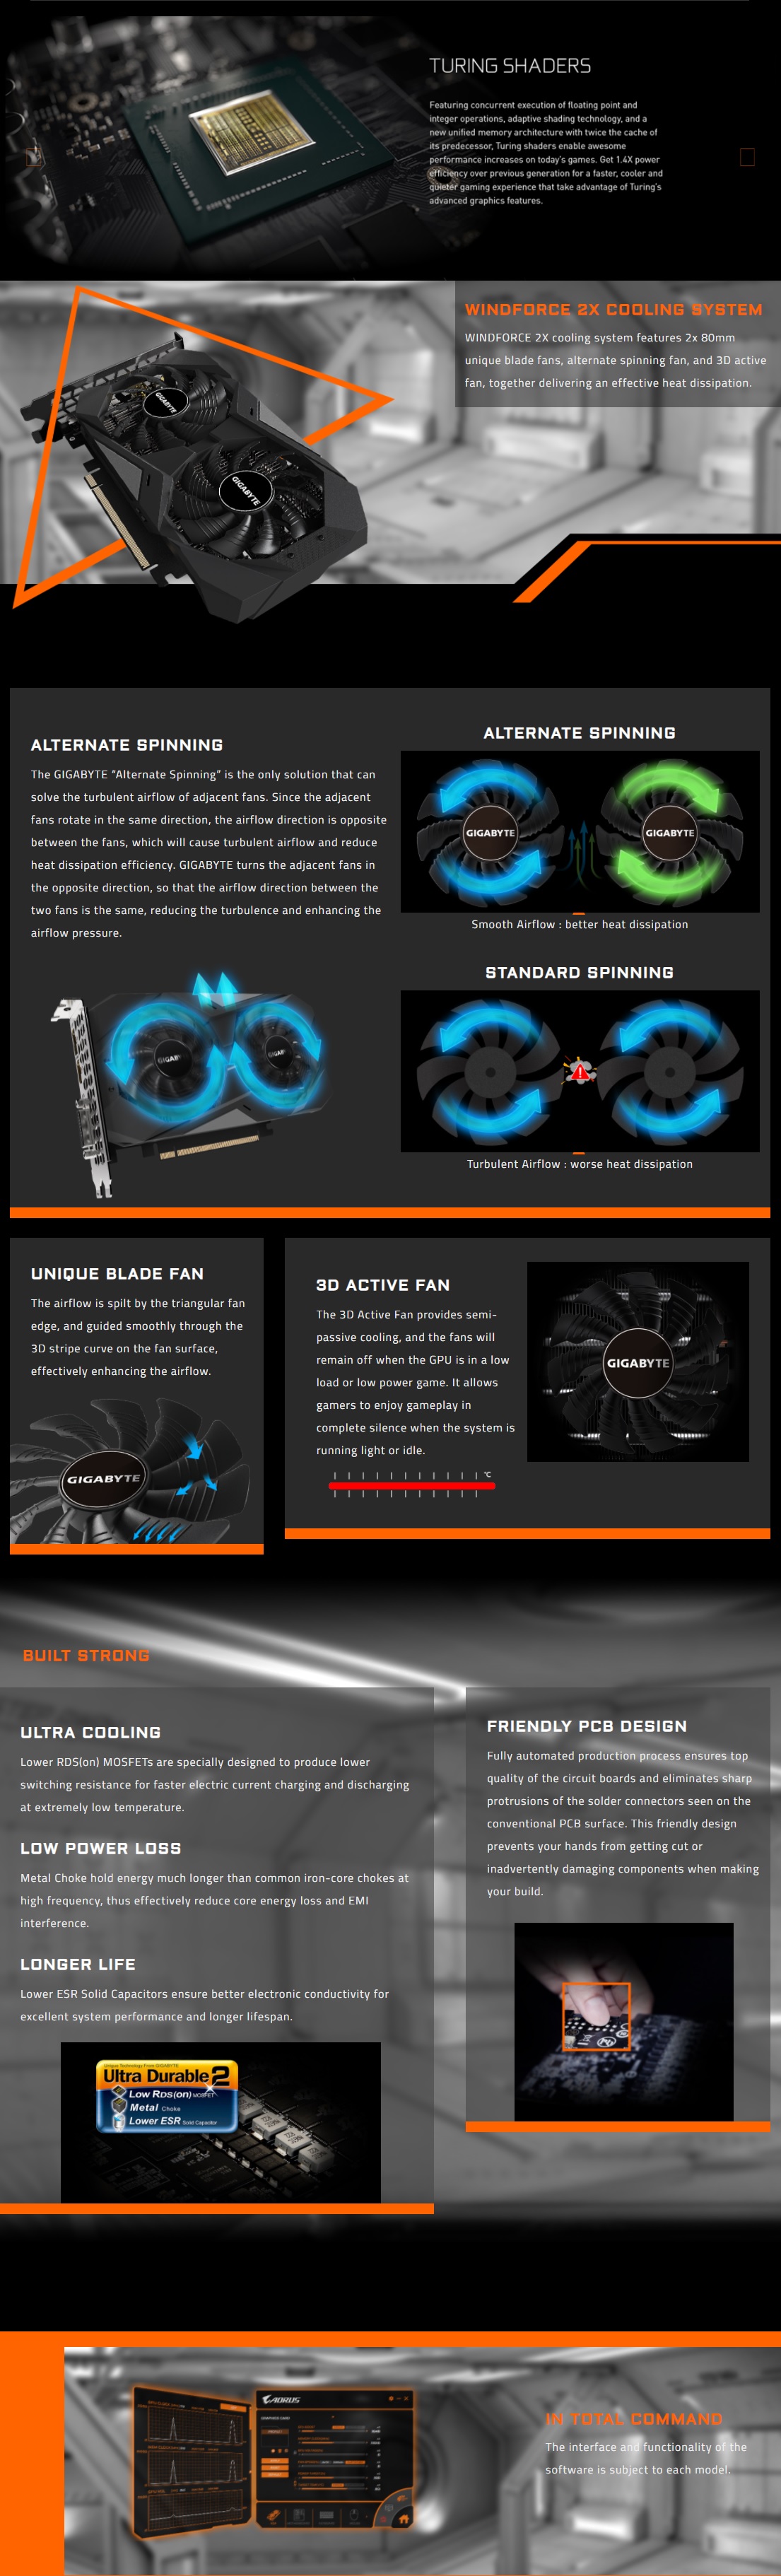 TURING SHADERS
Featuring concurrent execution of floating point and
integer operations, adaptive shading technology, and a
new unified memory architecture with twice the cache of
its predecessor, Turing shaders enable awesome
performance increases on today's games. Get 1.4X power
efficiency over previous generation for a faster, cooler and
quieter gaming experience that take advantage of Turing's
advanced graphics features.
WINDFORCE 2X COOLING SYSTEM
WINDFORCE 2X cooling system features 2x 80mm
unique blade fans, alternate spinning fan, and 3D active
fan, together delivering an effective heat dissipation.
GIGABYTE
GIGABYTE
ALTERNATE SPINNING
The GIGABYTE “Alternate Spinning” is the only solution that can
solve the turbulent airflow of adjacent fans. Since the adjacent
fans rotate in the same direction, the airflow direction is opposite
between the fans, which will cause turbulent airflow and reduce
heat dissipation efficiency. GIGABYTE turns the adjacent fans in
the opposite direction, so that the airflow direction between the
two fans is the same, reducing the turbulence and enhancing the
airflow pressure.
ALTERNATE SPINNING
GIGABYTE
GIGABYTE
Smooth Airflow : better heat dissipation
STANDARD SPINNING
Turbulent Airflow : worse heat dissipation
UNIQUE BLADE FAN
The airflow is spilt by the triangular fan
edge, and guided smoothly through the
3D stripe curve on the fan surface,
effectively enhancing the airflow.
GIGABYTE
3D ACTIVE FAN
The 3D Active Fan provides semi-
passive cooling, and the fans will
remain off when the GPU is in a low
load or low power game. It allows
gamers to enjoy gameplay in
complete silence when the system is
running light or idle.
°C
GIGABYTE
BUILT STRONG
ULTRA COOLING
Lower RDS(on) MOSFETs are specially designed to produce lower
switching resistance for faster electric current charging and discharging
at extremely low temperature.
LOW POWER LOSS
Metal Choke hold energy much longer than common iron-core chokes at
high frequency, thus effectively reduce core energy loss and EMI
interference.
LONGER LIFE
Lower ESR Solid Capacitors ensure better electronic conductivity for
excellent system performance and longer lifespan.
Unique Technology From GIGABYTE
Ultra Durable 2
Low RDS(on) MOSFET
Metal Choke
Lower ESR Solid Capacitor
FRIENDLY PCB DESIGN
Fully automated production process ensures top
quality of the circuit boards and eliminates sharp
protrusions of the solder connectors seen on the
conventional PCB surface. This friendly design
prevents your hands from getting cut or
inadvertently damaging components when making
your build.
AORUS
IN TOTAL COMMAND
The interface and functionality of the
software is subject to each model.